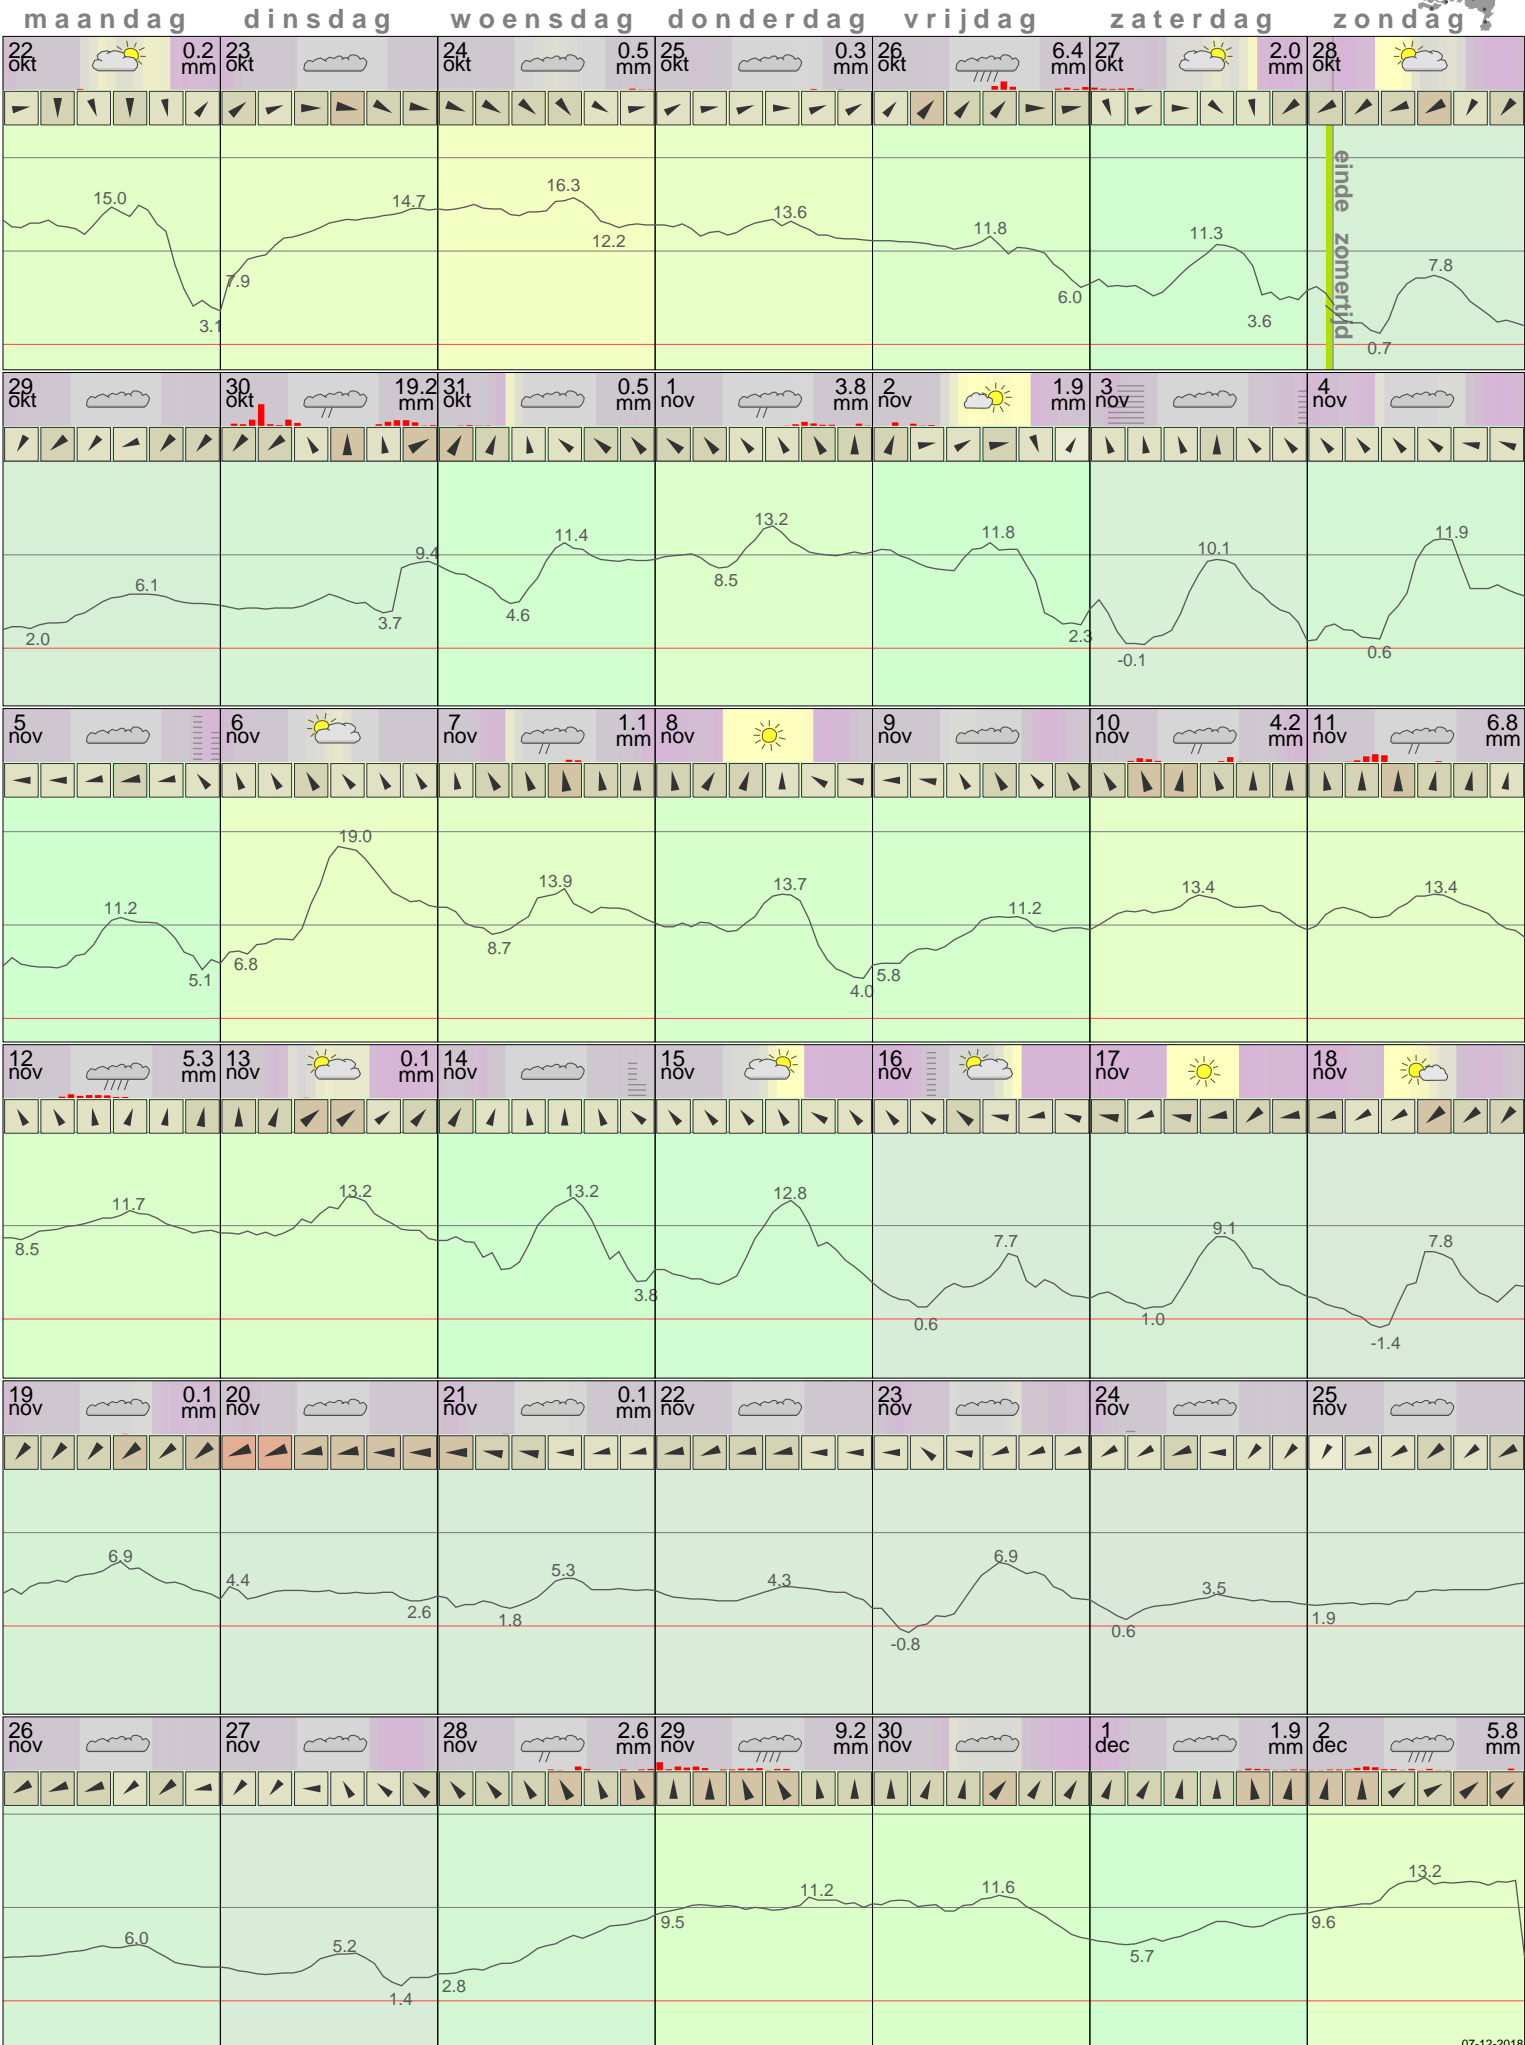 maandag dinsdag woensdag donderdag vrijdag zaterdag zondag
22 okt 0.2 mm 23 okt 24 okt 0.5 mm 25 okt 0.3 mm 26 okt 6.4 mm 27 okt 2.0 mm 28 okt
15.0 3.1 7.9 14.7 16.3 12.2 13.6 11.8 6.0 11.3 3.6 0.7 7.8
einde zomertijd
29 okt 30 okt 19.2 mm 31 okt 0.5 mm 1 nov 3.8 mm 2 nov 1.9 mm 3 nov 4 nov
2.0 6.1 3.7 9.4 4.6 11.4 8.5 13.2 11.8 2.3 -0.1 10.1 0.6 11.9
5 nov 6 nov 7 nov 1.1 mm 8 nov 9 nov 10 nov 4.2 mm 11 nov 6.8 mm
11.2 5.1 6.8 19.0 8.7 13.9 13.7 4.0 5.8 11.2 13.4 13.4
12 nov 5.3 mm 13 nov 0.1 mm 14 nov 15 nov 16 nov 17 nov 18 nov
8.5 11.7 13.2 13.2 3.8 12.8 0.6 7.7 1.0 9.1 -1.4 7.8
19 nov 0.1 mm 20 nov 21 nov 0.1 mm 22 nov 23 nov 24 nov 25 nov
6.9 4.4 2.6 1.8 5.3 4.3 -0.8 6.9 0.6 3.5 1.9
26 nov 27 nov 28 nov 2.6 mm 29 nov 9.2 mm 30 nov 1 dec 1.9 mm 2 dec 5.8 mm
6.0 5.2 1.4 2.8 9.5 11.2 11.6 5.7 9.6 13.2
07-12-2018